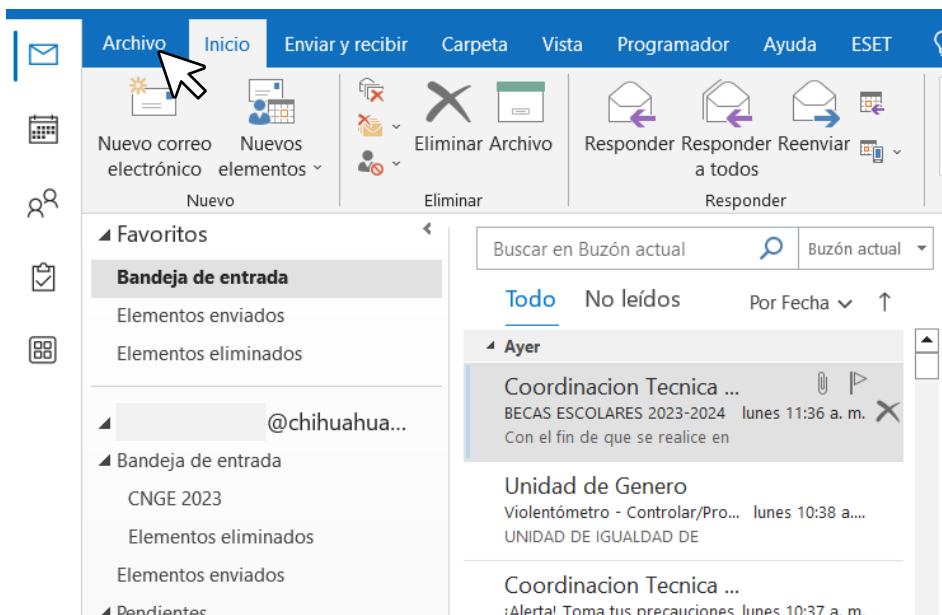 Archivo Inicio Enviar y recibir Carpeta Vista Programador Ayuda ESET
Nuevo correo electrónico
Nuevos elementos
Eliminar
Archivo
Responder
Responder a todos
Reenviar
Nuevo
Eliminar
Responder
Favoritos
Bandeja de entrada
Elementos enviados
Elementos eliminados
@chihuahua...
Bandeja de entrada
CNGE 2023
Elementos eliminados
Elementos enviados
Pendientes
Buscar en Buzón actual
Buzón actual
Todo No leídos Por Fecha
Ayer
Coordinacion Tecnica ...
BECAS ESCOLARES 2023-2024 lunes 11:36 a. m.
Con el fin de que se realice en
Unidad de Genero
Violentómetro - Controlar/Pro... lunes 10:38 a....
UNIDAD DE IGUALDAD DE
Coordinacion Tecnica ...
¡Alerta! Toma tus precauciones lunes 10:37 a. m.